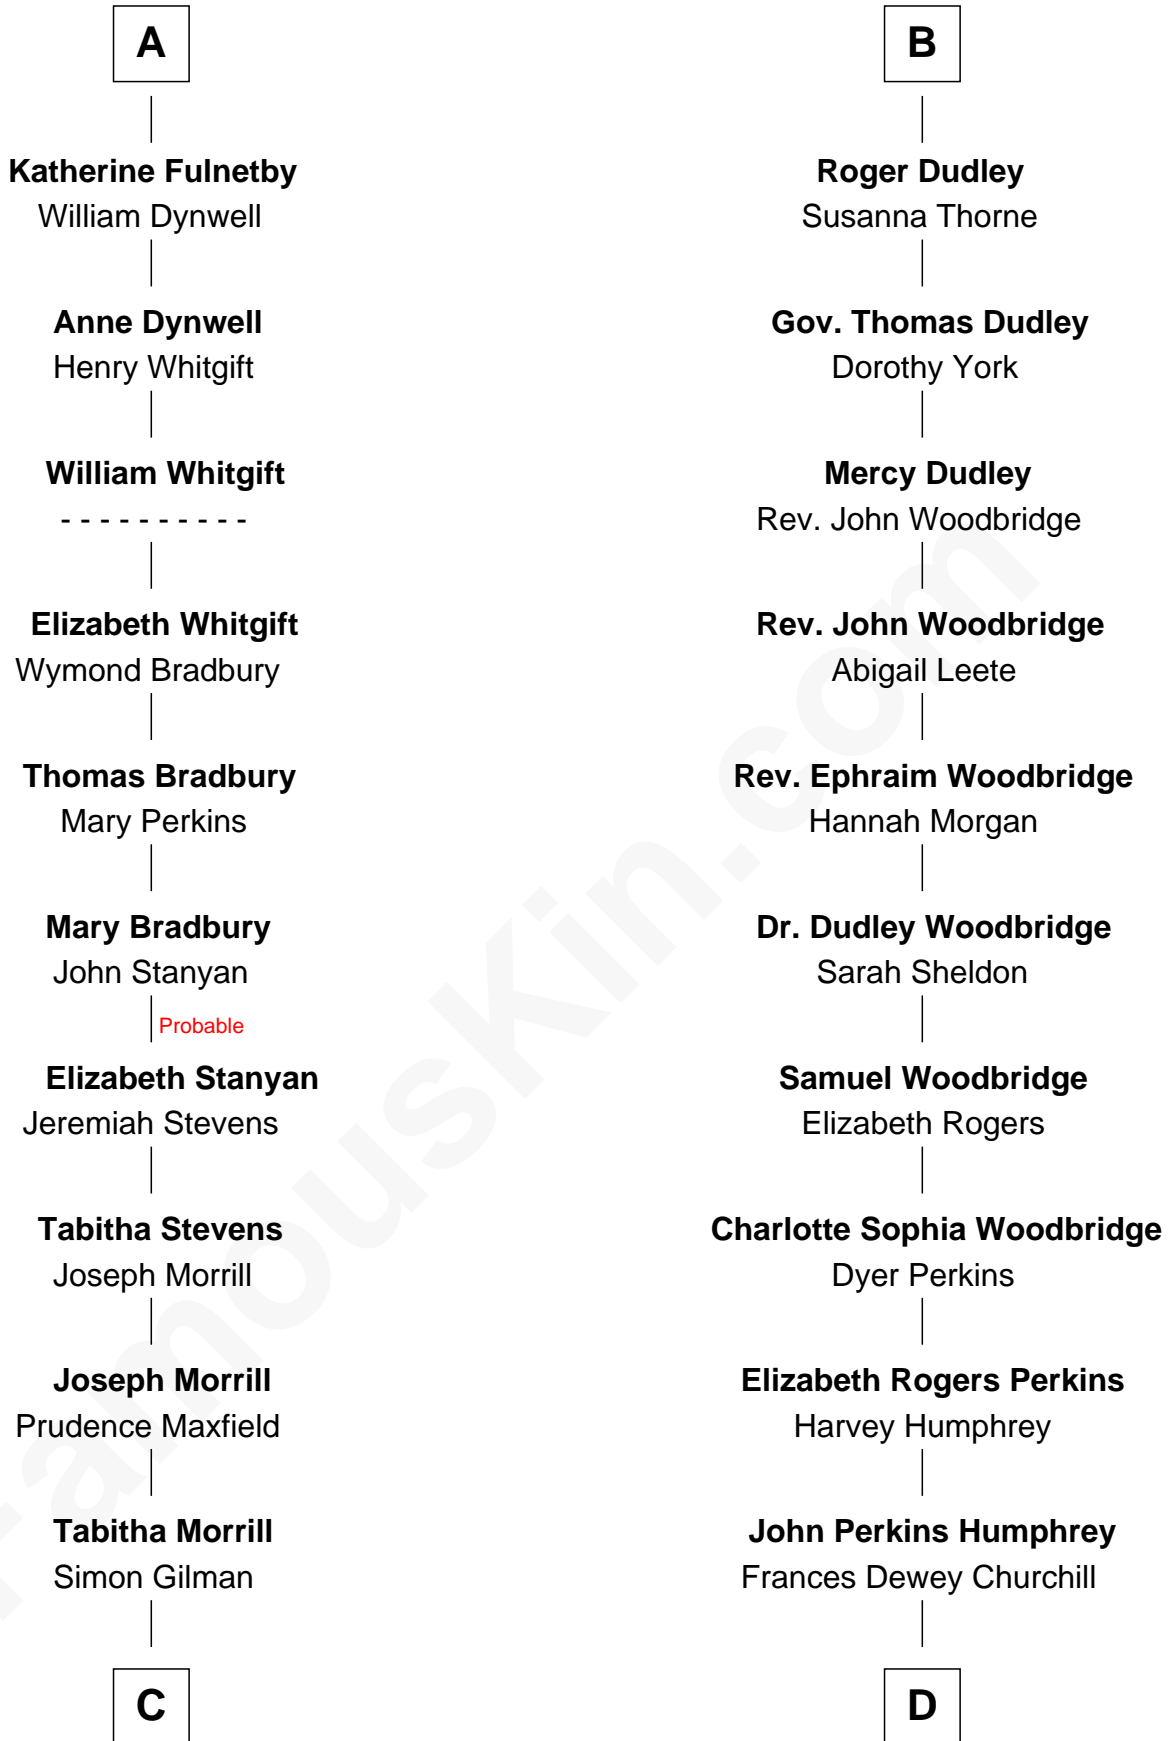 A
Katherine Fulnetby
William Dynwell
Anne Dynwell
Henry Whitgift
William Whitgift
- - - - - - - - - -
Elizabeth Whitgift
Wymond Bradbury
Thomas Bradbury
Mary Perkins
Mary Bradbury
John Stanyan
Probable
Elizabeth Stanyan
Jeremiah Stevens
Tabitha Stevens
Joseph Morrill
Joseph Morrill
Prudence Maxfield
Tabitha Morrill
Simon Gilman
C
B
Roger Dudley
Susanna Thorne
Gov. Thomas Dudley
Dorothy York
Mercy Dudley
Rev. John Woodbridge
Rev. John Woodbridge
Abigail Leete
Rev. Ephraim Woodbridge
Hannah Morgan
Dr. Dudley Woodbridge
Sarah Sheldon
Samuel Woodbridge
Elizabeth Rogers
Charlotte Sophia Woodbridge
Dyer Perkins
Elizabeth Rogers Perkins
Harvey Humphrey
John Perkins Humphrey
Frances Dewey Churchill
D
FamousKin.com